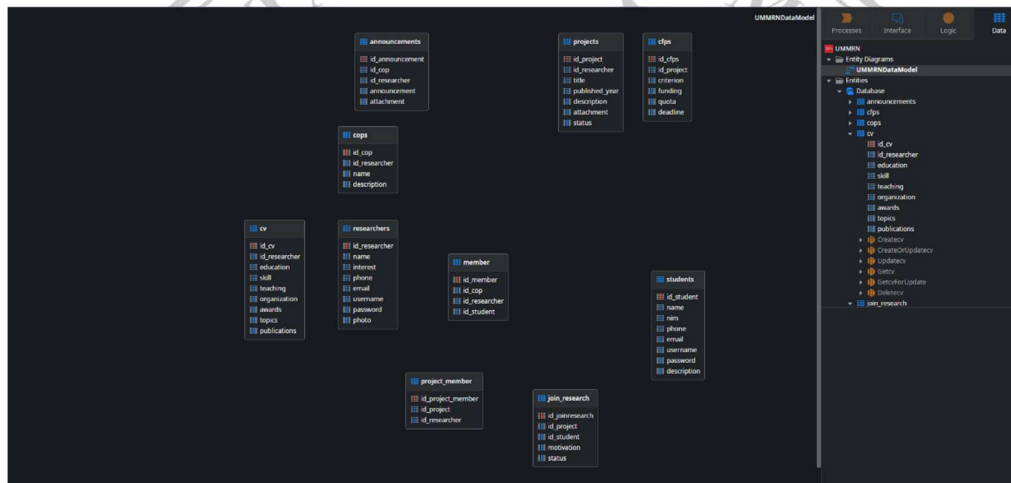 UMMRNDataModel
announcements
id_announcement
id_cop
id_researcher
announcement
attachment
projects
id_project
id_researcher
title
published_year
description
attachment
status
cfps
id_cfps
id_project
criterion
funding
quota
deadline
cops
id_cop
id_researcher
name
description
cv
id_cv
id_researcher
education
skill
teaching
organization
awards
topics
publications
researchers
id_researcher
name
interest
phone
email
username
password
photo
member
id_member
id_cop
id_researcher
id_student
students
id_student
name
nim
phone
email
username
password
description
project_member
id_project_member
id_project
id_researcher
join_research
id_joinresearch
id_project
id_student
motivation
status
Processes Interface Logic Data
UMMRN
Entity Diagrams
UMMRNDataModel
Entities
Database
announcements
cfps
cops
cv
id_cv
id_researcher
education
skill
teaching
organization
awards
topics
publications
Createcv
CreateOrUpdatecv
Updatecv
Getcv
GetcvForUpdate
Deletecv
join_research